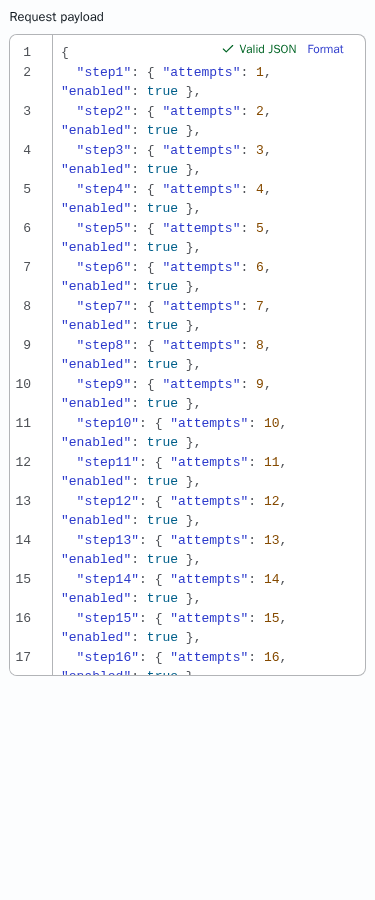 Request payload
1 { Valid JSON Format
2 "step1": { "attempts": 1,
"enabled": true },
3 "step2": { "attempts": 2,
"enabled": true },
4 "step3": { "attempts": 3,
"enabled": true },
5 "step4": { "attempts": 4,
"enabled": true },
6 "step5": { "attempts": 5,
"enabled": true },
7 "step6": { "attempts": 6,
"enabled": true },
8 "step7": { "attempts": 7,
"enabled": true },
9 "step8": { "attempts": 8,
"enabled": true },
10 "step9": { "attempts": 9,
"enabled": true },
11 "step10": { "attempts": 10,
"enabled": true },
12 "step11": { "attempts": 11,
"enabled": true },
13 "step12": { "attempts": 12,
"enabled": true },
14 "step13": { "attempts": 13,
"enabled": true },
15 "step14": { "attempts": 14,
"enabled": true },
16 "step15": { "attempts": 15,
"enabled": true },
17 "step16": { "attempts": 16,